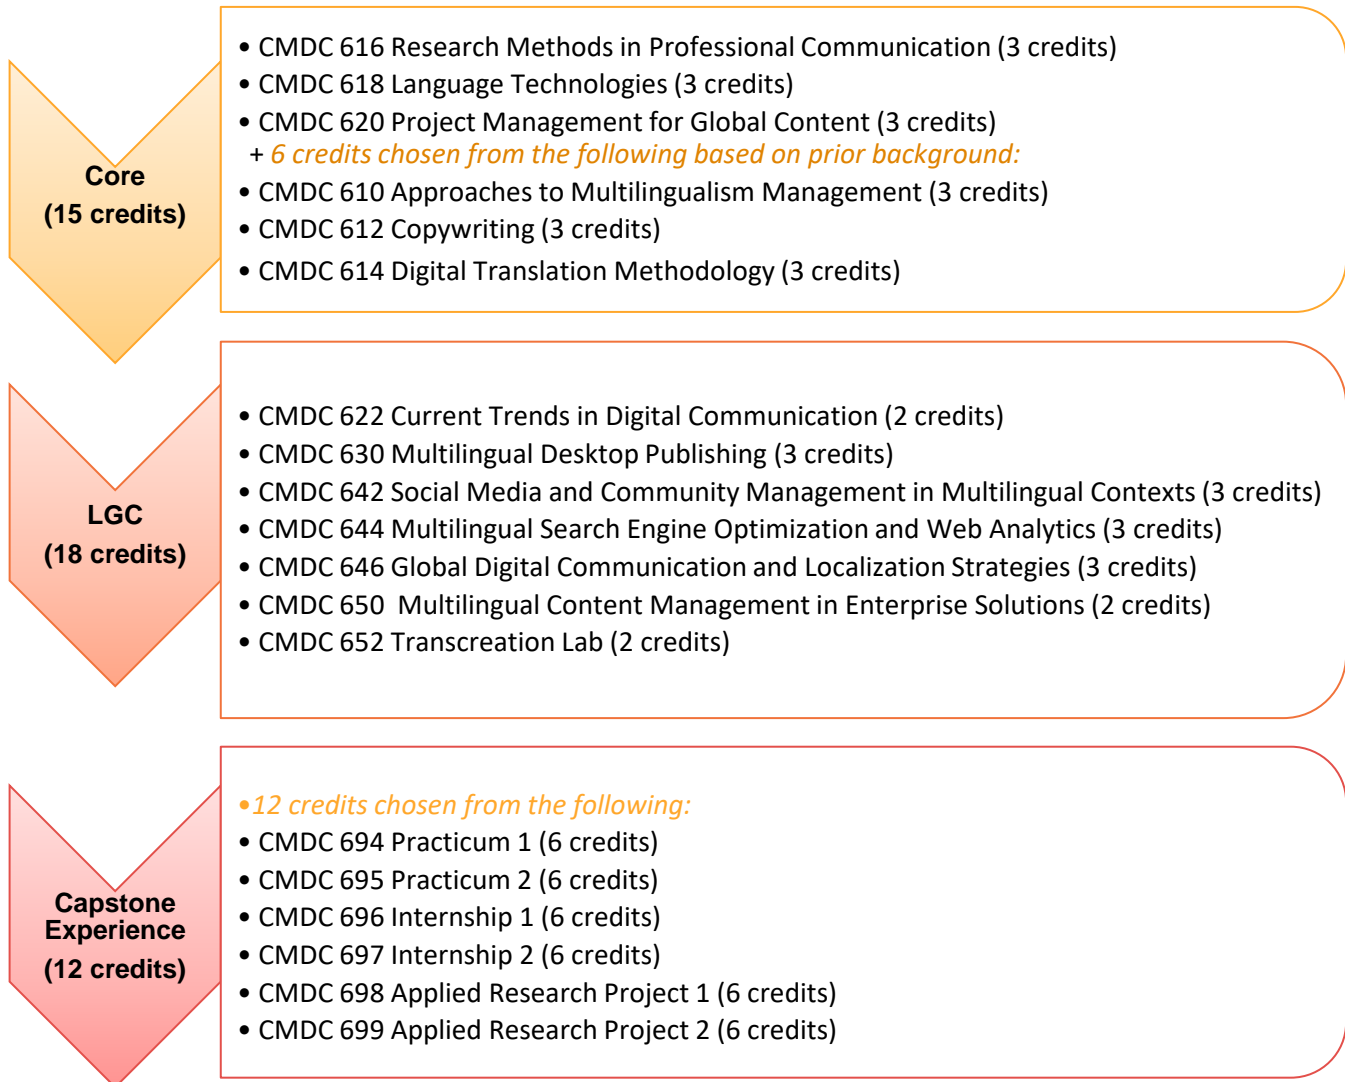 Core
(15 credits)
• CMDC 616 Research Methods in Professional Communication (3 credits)
• CMDC 618 Language Technologies (3 credits)
• CMDC 620 Project Management for Global Content (3 credits)
+ 6 credits chosen from the following based on prior background:
• CMDC 610 Approaches to Multilingualism Management (3 credits)
• CMDC 612 Copywriting (3 credits)
• CMDC 614 Digital Translation Methodology (3 credits)
LGC
(18 credits)
• CMDC 622 Current Trends in Digital Communication (2 credits)
• CMDC 630 Multilingual Desktop Publishing (3 credits)
• CMDC 642 Social Media and Community Management in Multilingual Contexts (3 credits)
• CMDC 644 Multilingual Search Engine Optimization and Web Analytics (3 credits)
• CMDC 646 Global Digital Communication and Localization Strategies (3 credits)
• CMDC 650  Multilingual Content Management in Enterprise Solutions (2 credits)
• CMDC 652 Transcreation Lab (2 credits)
Capstone
Experience
(12 credits)
•12 credits chosen from the following:
• CMDC 694 Practicum 1 (6 credits)
• CMDC 695 Practicum 2 (6 credits)
• CMDC 696 Internship 1 (6 credits)
• CMDC 697 Internship 2 (6 credits)
• CMDC 698 Applied Research Project 1 (6 credits)
• CMDC 699 Applied Research Project 2 (6 credits)